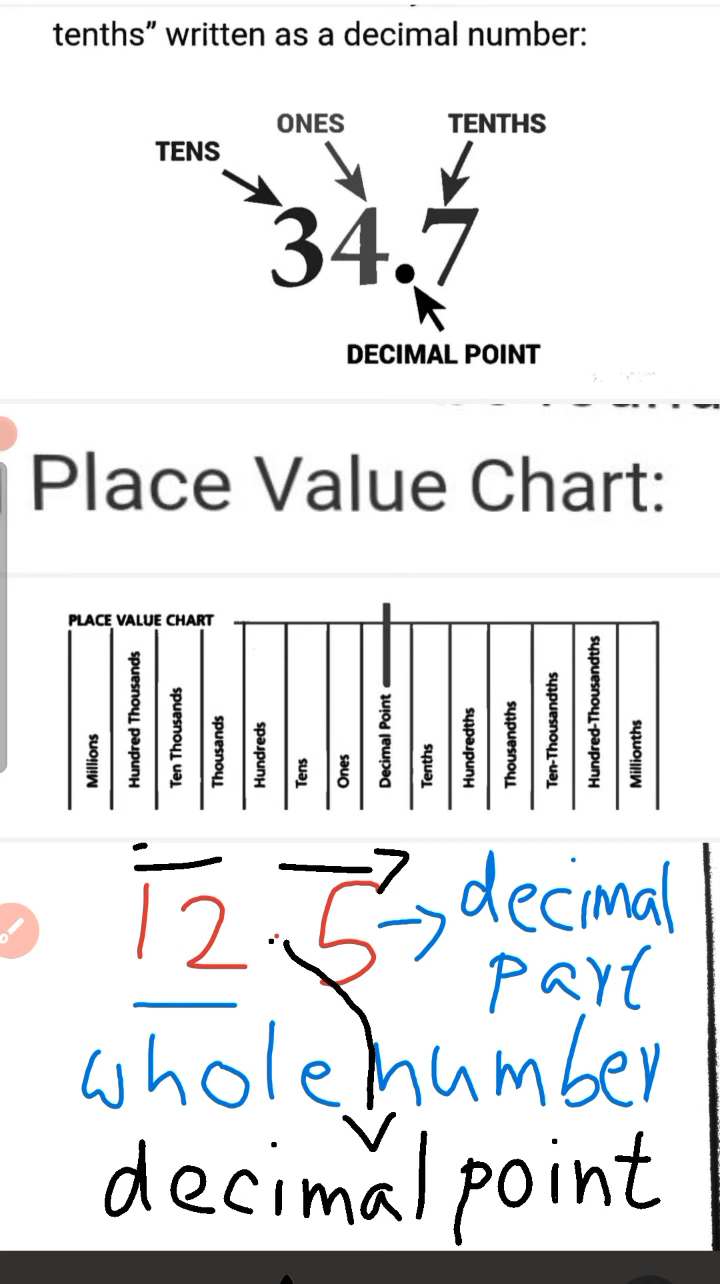 tenths” written as a decimal number:
ONES
TENTHS
TENS
34.7
DECIMAL POINT
Place Value Chart:
PLACE VALUE CHART
Millions
Hundred Thousands
Ten Thousands
Thousands
Hundreds
Tens
Ones
Decimal Point
Tenths
Hundredths
Thousandths
Ten-Thousandths
Hundred-Thousandths
Millionths
12.5 → decimal
part
whole number
decimal point